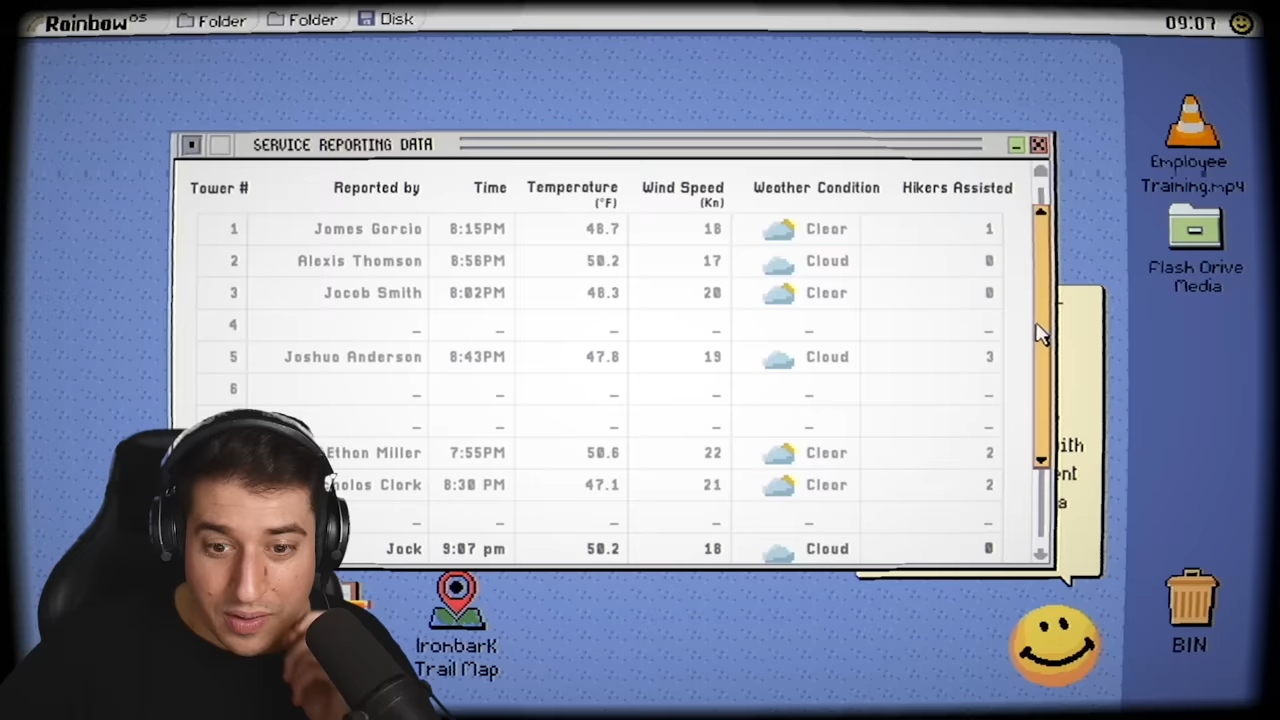 Rainbow OS Folder Folder Disk 09:07
SERVICE REPORTING DATA
Tower # Reported by Time Temperature (°F) Wind Speed (Kn) Weather Condition Hikers Assisted
1 James Garcia 8:15PM 48.7 18 Clear 1
2 Alexis Thomson 8:56PM 50.2 17 Cloud 0
3 Jacob Smith 8:02PM 48.3 20 Clear 0
4 – – – – – –
5 Joshua Anderson 8:43PM 47.8 19 Cloud 3
6 – – – – – –
– – – – – –
Ethan Miller 7:55PM 50.6 22 Clear 2
cholas Clark 8:30 PM 47.1 21 Clear 2
– – – – – –
Jack 9:07 pm 50.2 18 Cloud 0
Employee
Training.mp4
Flash Drive
Media
ith
ent
a
Ironbark
Trail Map
BIN